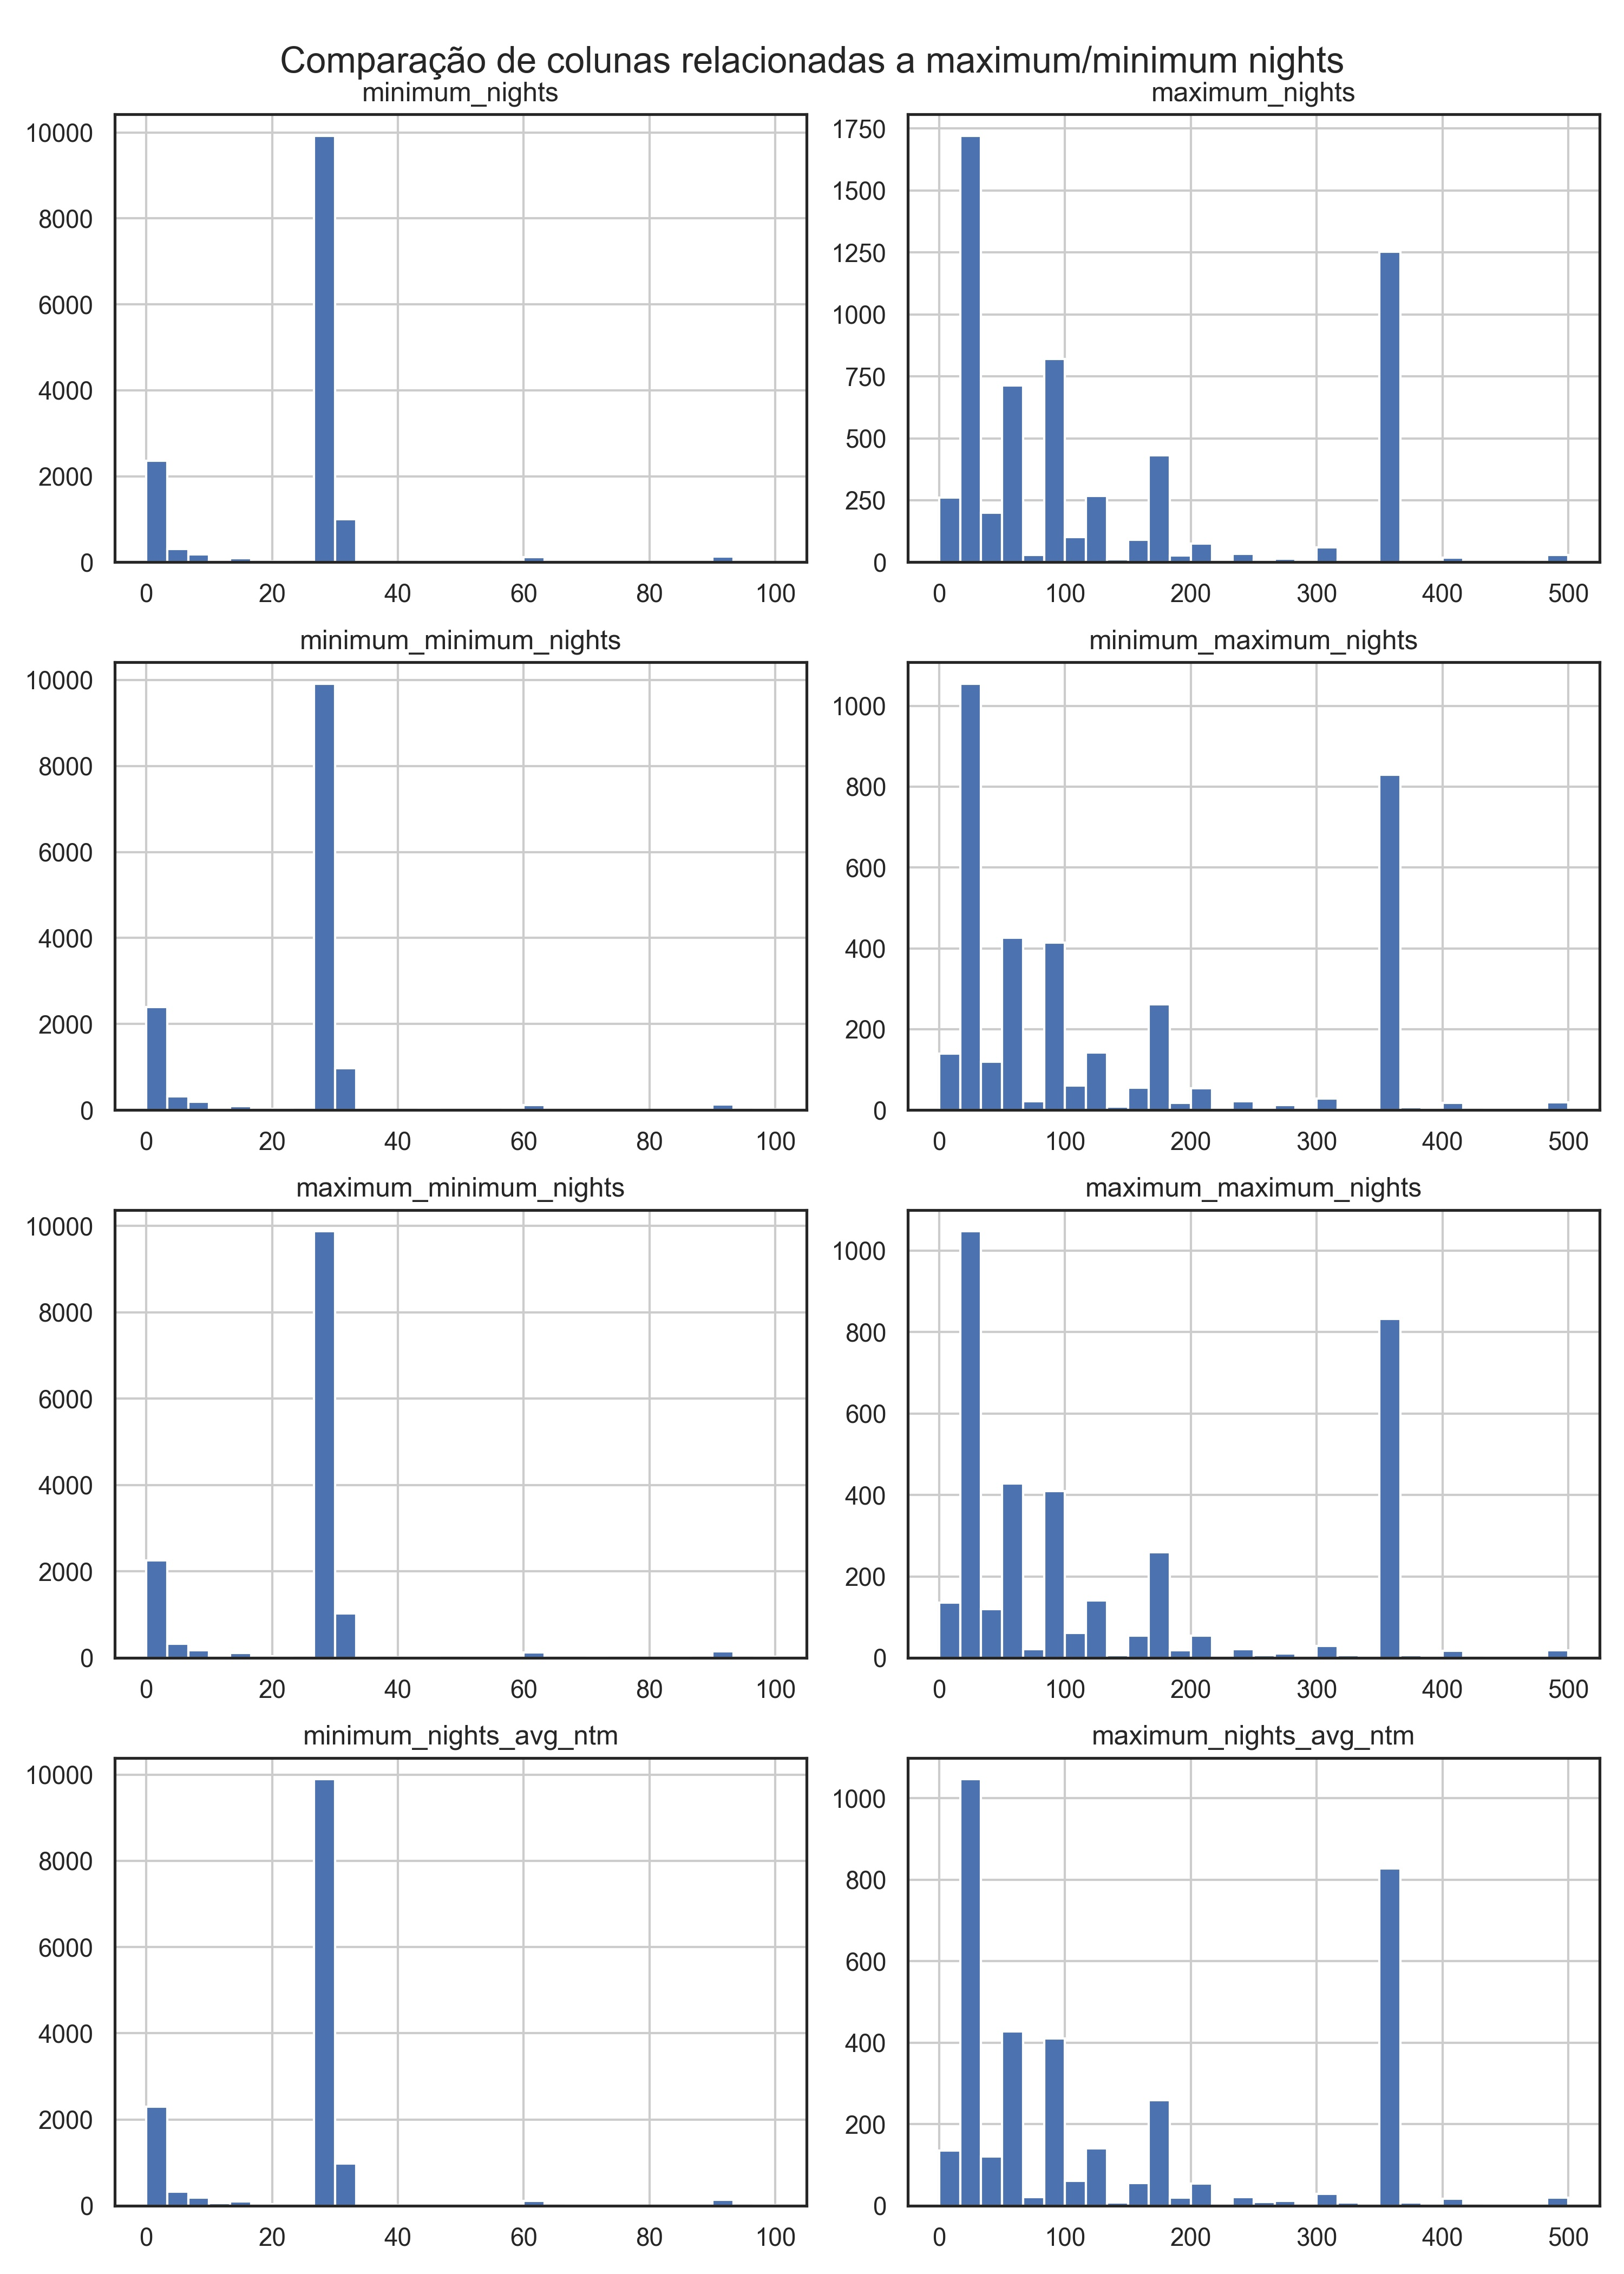 Comparação de colunas relacionadas a maximum/minimum nights
minimum_nights
10000
8000
6000
4000
2000
0
0 20 40 60 80 100
maximum_nights
1750
1500
1250
1000
750
500
250
0
0 100 200 300 400 500
minimum_minimum_nights
10000
8000
6000
4000
2000
0
0 20 40 60 80 100
minimum_maximum_nights
1000
800
600
400
200
0
0 100 200 300 400 500
maximum_minimum_nights
10000
8000
6000
4000
2000
0
0 20 40 60 80 100
maximum_maximum_nights
1000
800
600
400
200
0
0 100 200 300 400 500
minimum_nights_avg_ntm
10000
8000
6000
4000
2000
0
0 20 40 60 80 100
maximum_nights_avg_ntm
1000
800
600
400
200
0
0 100 200 300 400 500